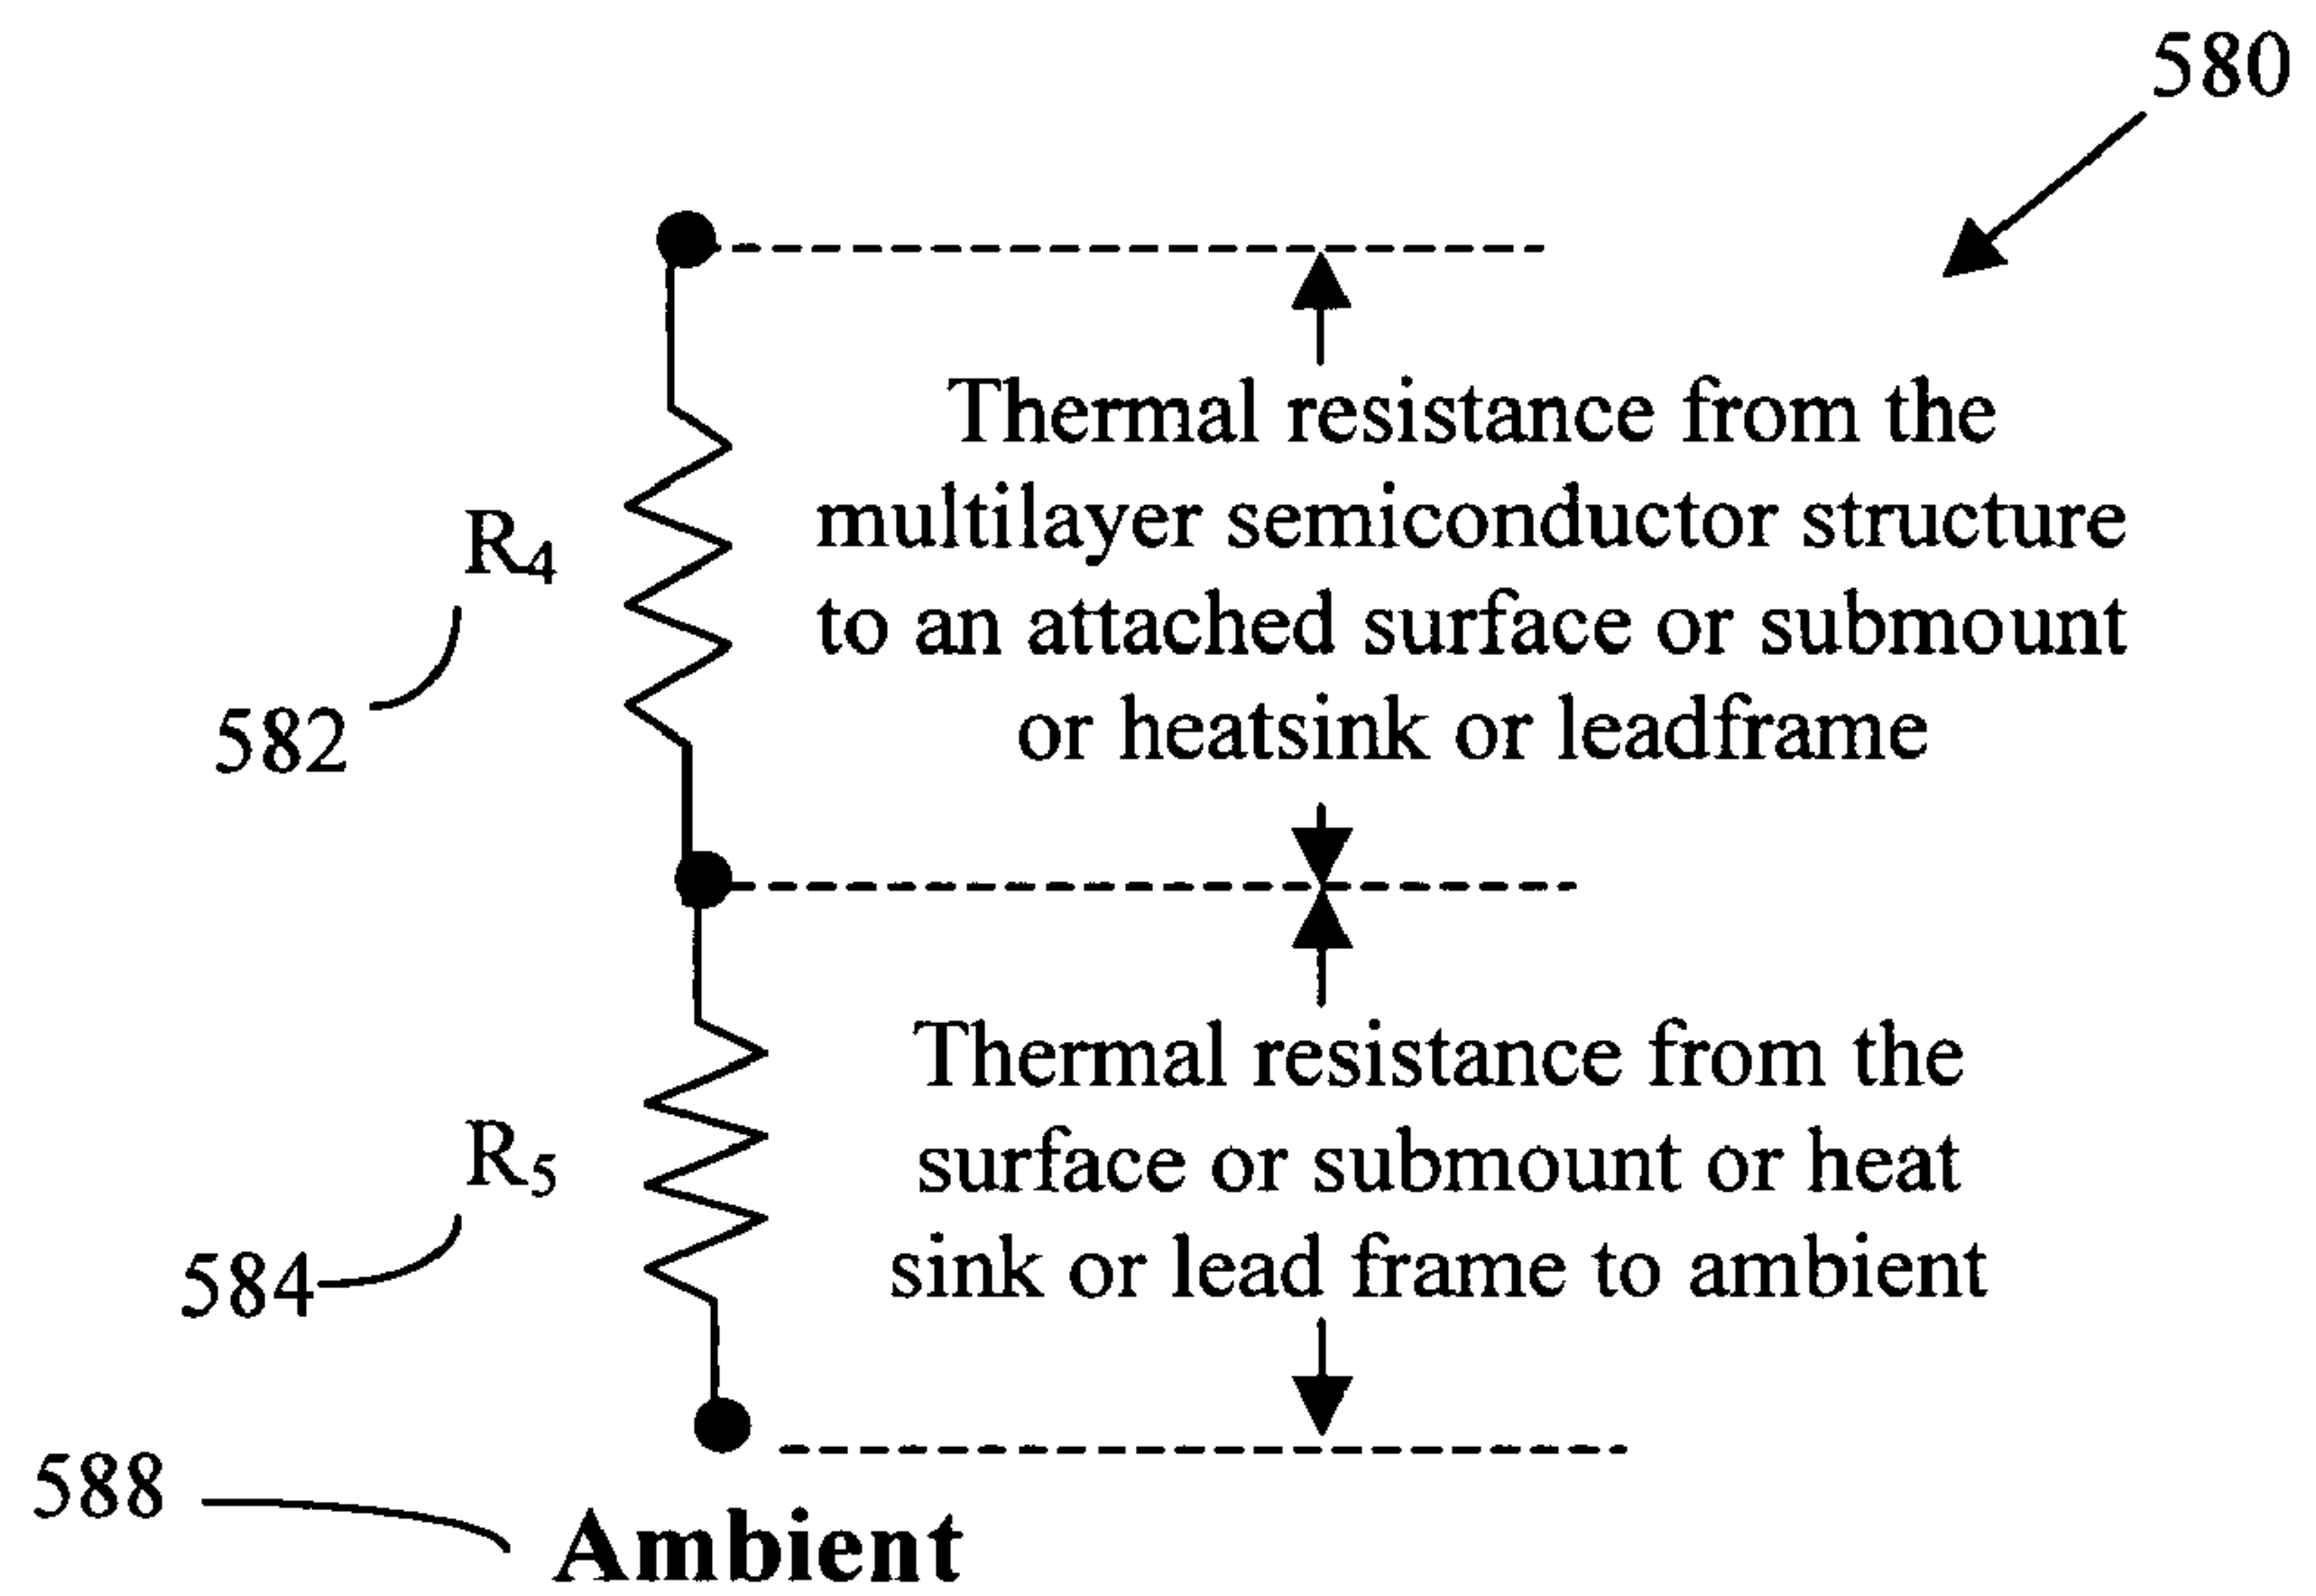 580
Thermal resistance from the
multilayer semiconductor structure
R4
to an attached surface or submount
or heatsink or leadframe
582
Thermal resistance from the
R5
surface or submount or heat
sink or lead frame to ambient
584
588
Ambient